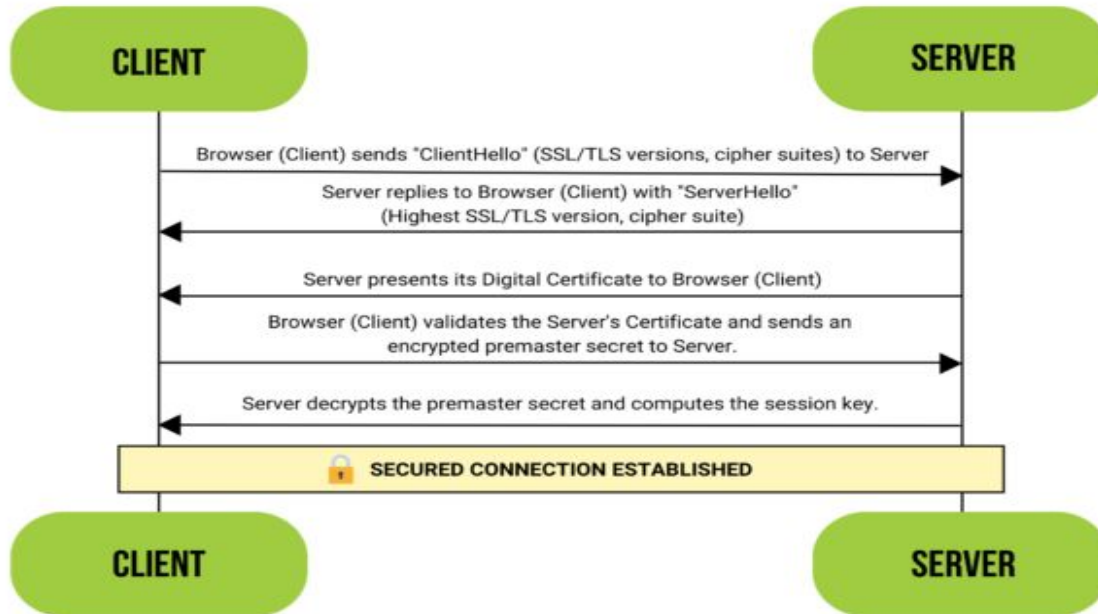 CLIENT
SERVER
Browser (Client) sends "ClientHello" (SSL/TLS versions, cipher suites) to Server
Server replies to Browser (Client) with "ServerHello"
(Highest SSL/TLS version, cipher suite)
Server presents its Digital Certificate to Browser (Client)
Browser (Client) validates the Server's Certificate and sends an
encrypted premaster secret to Server.
Server decrypts the premaster secret and computes the session key.
SECURED CONNECTION ESTABLISHED
CLIENT
SERVER